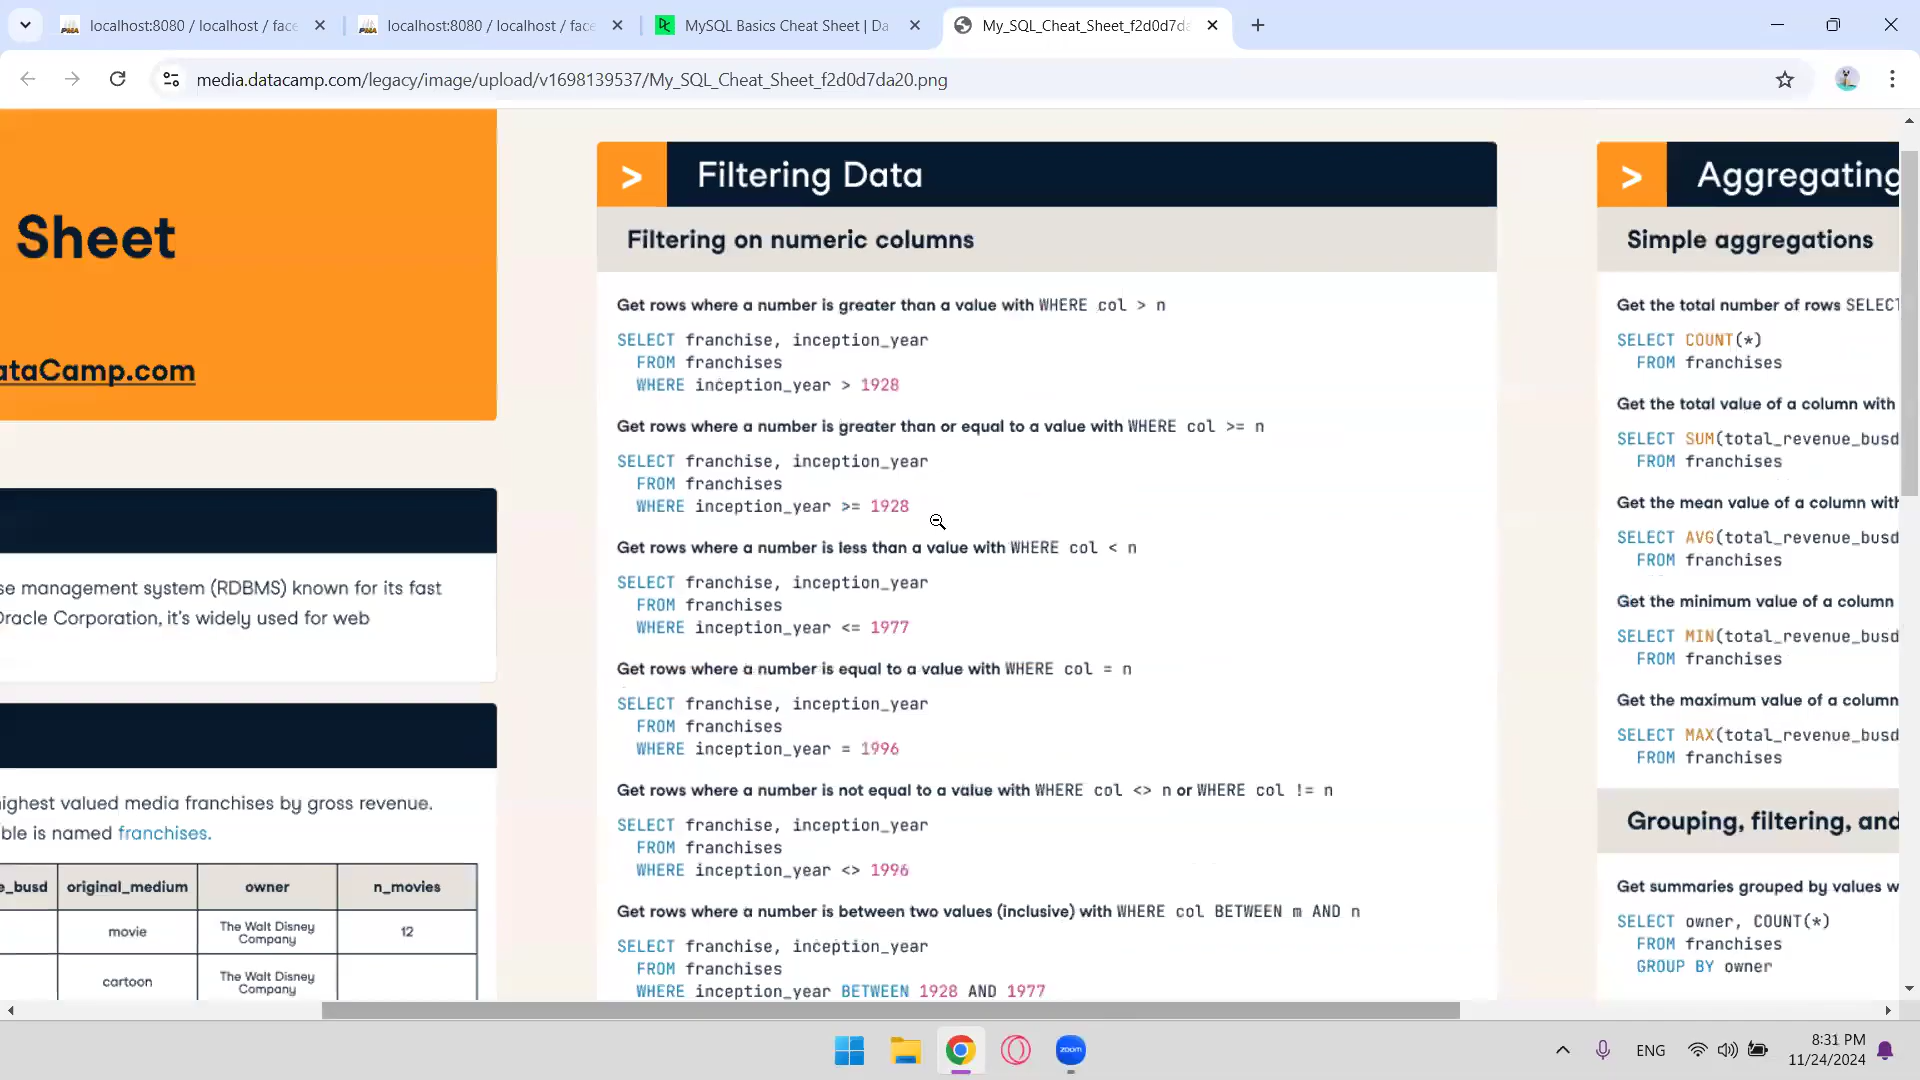 localhost:8080 / localhost / face
localhost:8080 / localhost / face
MySQL Basics Cheat Sheet | Da
My_SQL_Cheat_Sheet_f2d0d7da
media.datacamp.com/legacy/image/upload/v1698139537/My_SQL_Cheat_Sheet_f2d0d7da20.png
Sheet
ataCamp.com
se management system (RDBMS) known for its fast
Oracle Corporation, it's widely used for web
ighest valued media franchises by gross revenue.
ble is named franchises.
e_busd original_medium owner n_movies
movie The Walt Disney Company 12
cartoon The Walt Disney Company
> Filtering Data
Filtering on numeric columns
Get rows where a number is greater than a value with WHERE col > n
SELECT franchise, inception_year
FROM franchises
WHERE inception_year > 1928
Get rows where a number is greater than or equal to a value with WHERE col >= n
SELECT franchise, inception_year
FROM franchises
WHERE inception_year >= 1928
Get rows where a number is less than a value with WHERE col < n
SELECT franchise, inception_year
FROM franchises
WHERE inception_year <= 1977
Get rows where a number is equal to a value with WHERE col = n
SELECT franchise, inception_year
FROM franchises
WHERE inception_year = 1996
Get rows where a number is not equal to a value with WHERE col <> n or WHERE col != n
SELECT franchise, inception_year
FROM franchises
WHERE inception_year <> 1996
Get rows where a number is between two values (inclusive) with WHERE col BETWEEN m AND n
SELECT franchise, inception_year
FROM franchises
WHERE inception_year BETWEEN 1928 AND 1977
> Aggregating
Simple aggregations
Get the total number of rows SELECT
SELECT COUNT(*)
FROM franchises
Get the total value of a column with
SELECT SUM(total_revenue_busd
FROM franchises
Get the mean value of a column with
SELECT AVG(total_revenue_busd
FROM franchises
Get the minimum value of a column
SELECT MIN(total_revenue_busd
FROM franchises
Get the maximum value of a column
SELECT MAX(total_revenue_busd
FROM franchises
Grouping, filtering, and
Get summaries grouped by values w
SELECT owner, COUNT(*)
FROM franchises
GROUP BY owner
zoom
ENG
8:31 PM
11/24/2024